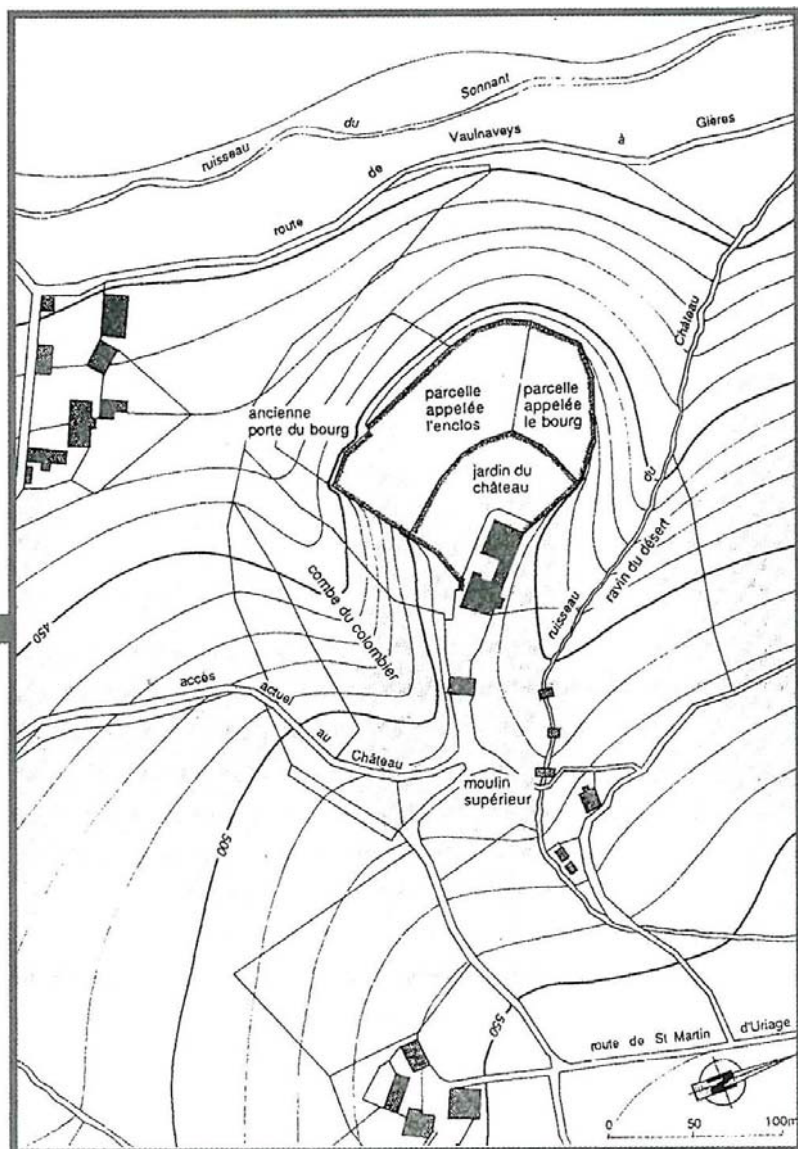 Sonnant
du
ruisseau
Vaulnaveys à Gières
de
route
Château
parcelle
appelée
l'enclos
parcelle
appelée
le bourg
ancienne
porte du bourg
jardin du
château
du
ravin du désert
ruisseau
combe du colombier
450
accès
actuel
au
Château
moulin
supérieur
500
550
route de St Martin d'Uriage
N
0 50 100m